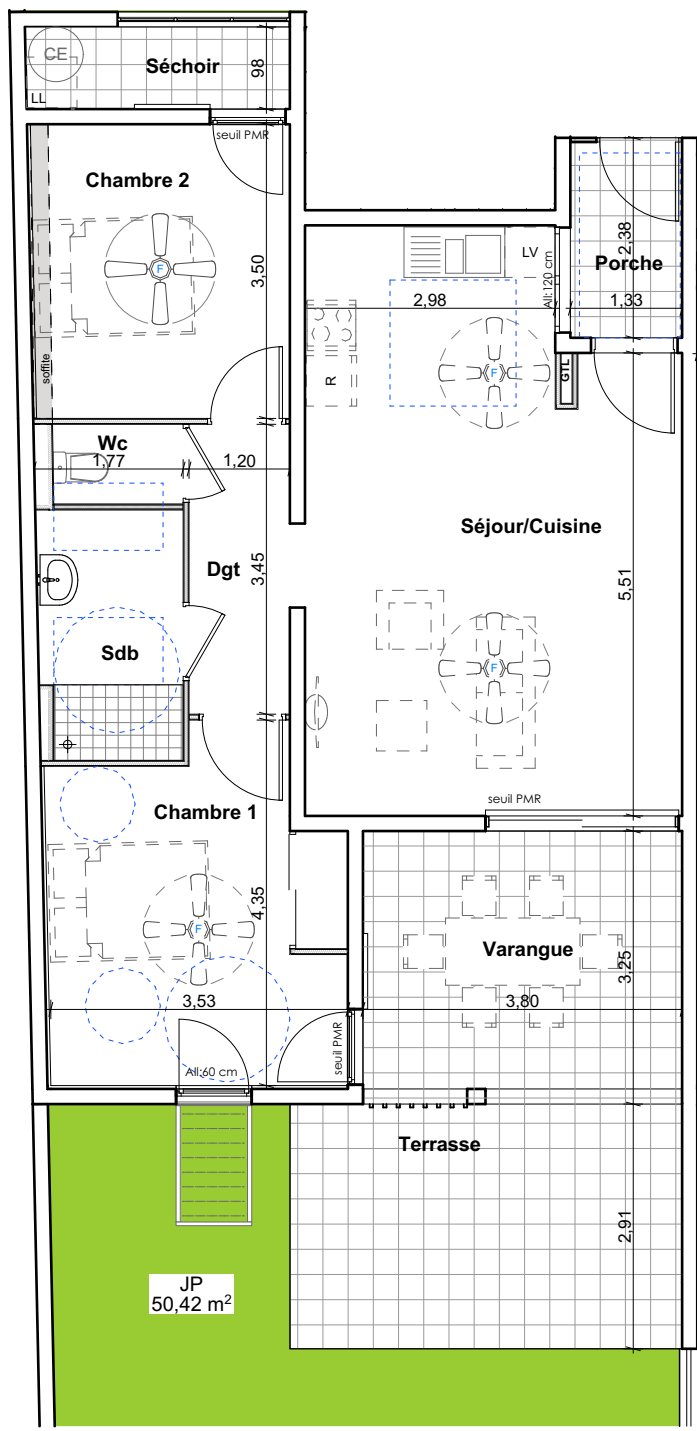 CE
Séchoir
98
LL
seuil PMR
Chambre 2
F
3,50
soffite
2,38
Porche
1,33
LV
All:120 cm
2,98
R
F
GTL
Wc
1,77
1,20
Séjour/Cuisine
Dgt
3,45
5,51
Sdb
F
seuil PMR
Chambre 1
4,35
F
Varangue
3,25
3,53
3,80
seuil PMR
All:60 cm
Terrasse
2,91
JP
50,42 m²